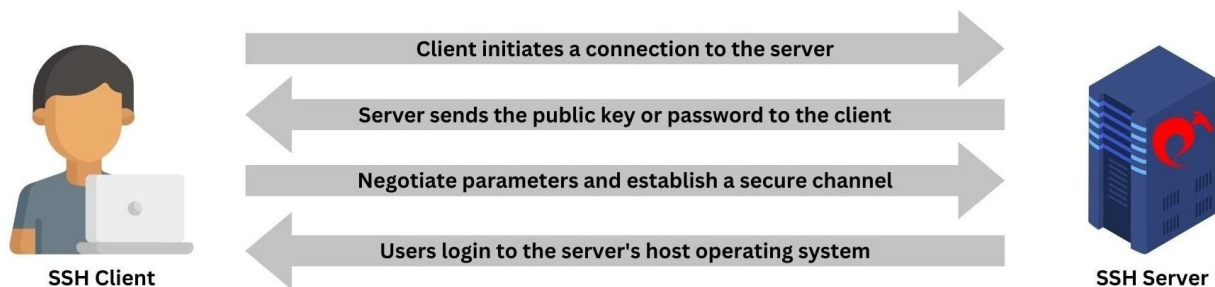 Client initiates a connection to the server
Server sends the public key or password to the client
Negotiate parameters and establish a secure channel
Users login to the server's host operating system
SSH Client
SSH Server